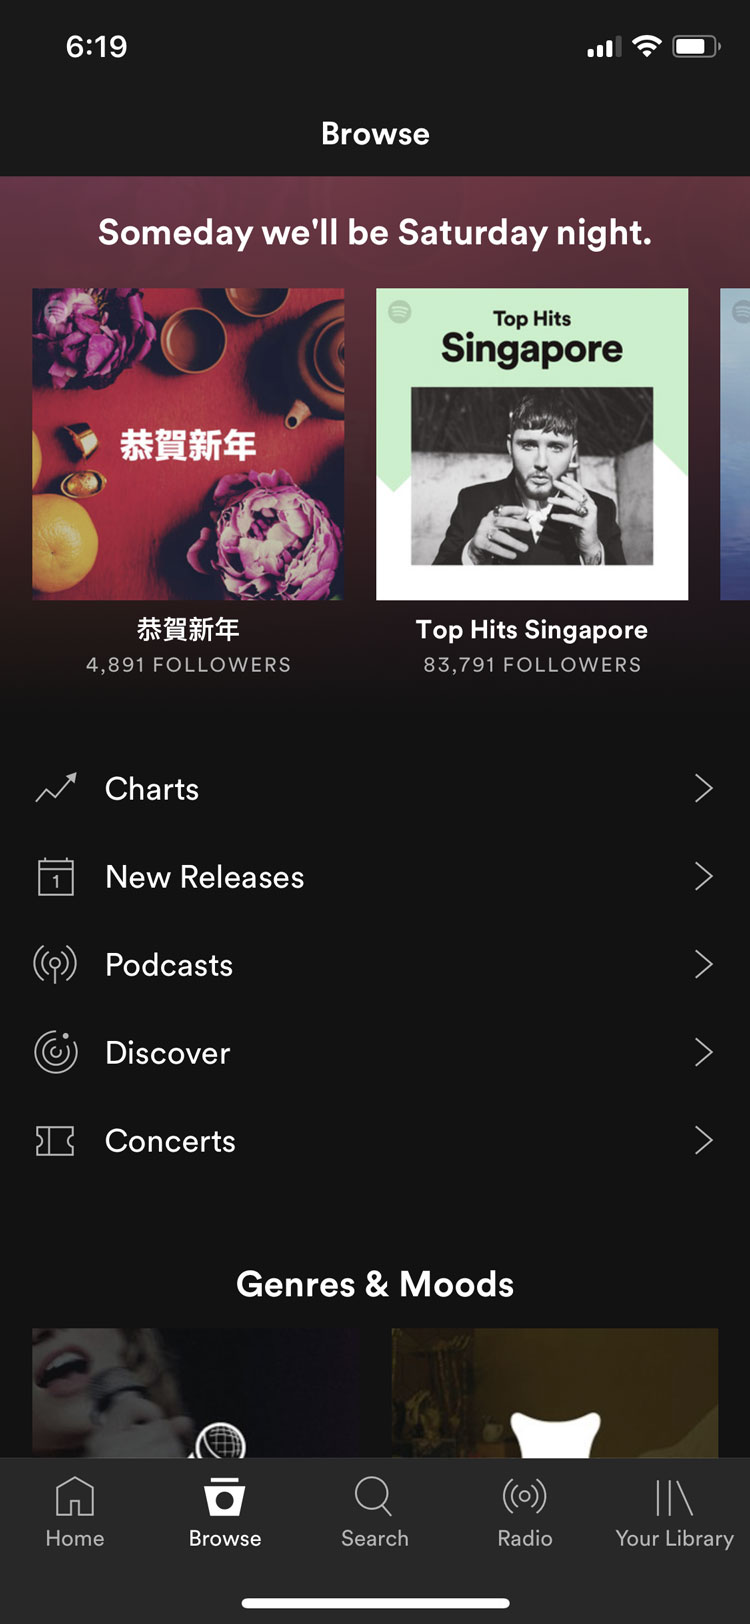 6:19
Browse
Someday we'll be Saturday night.
恭賀新年
Top Hits
Singapore
恭賀新年
4,891 FOLLOWERS
Top Hits Singapore
83,791 FOLLOWERS
Charts
1
New Releases
Podcasts
Discover
Concerts
Genres & Moods
Home
Browse
Search
Radio
Your Library